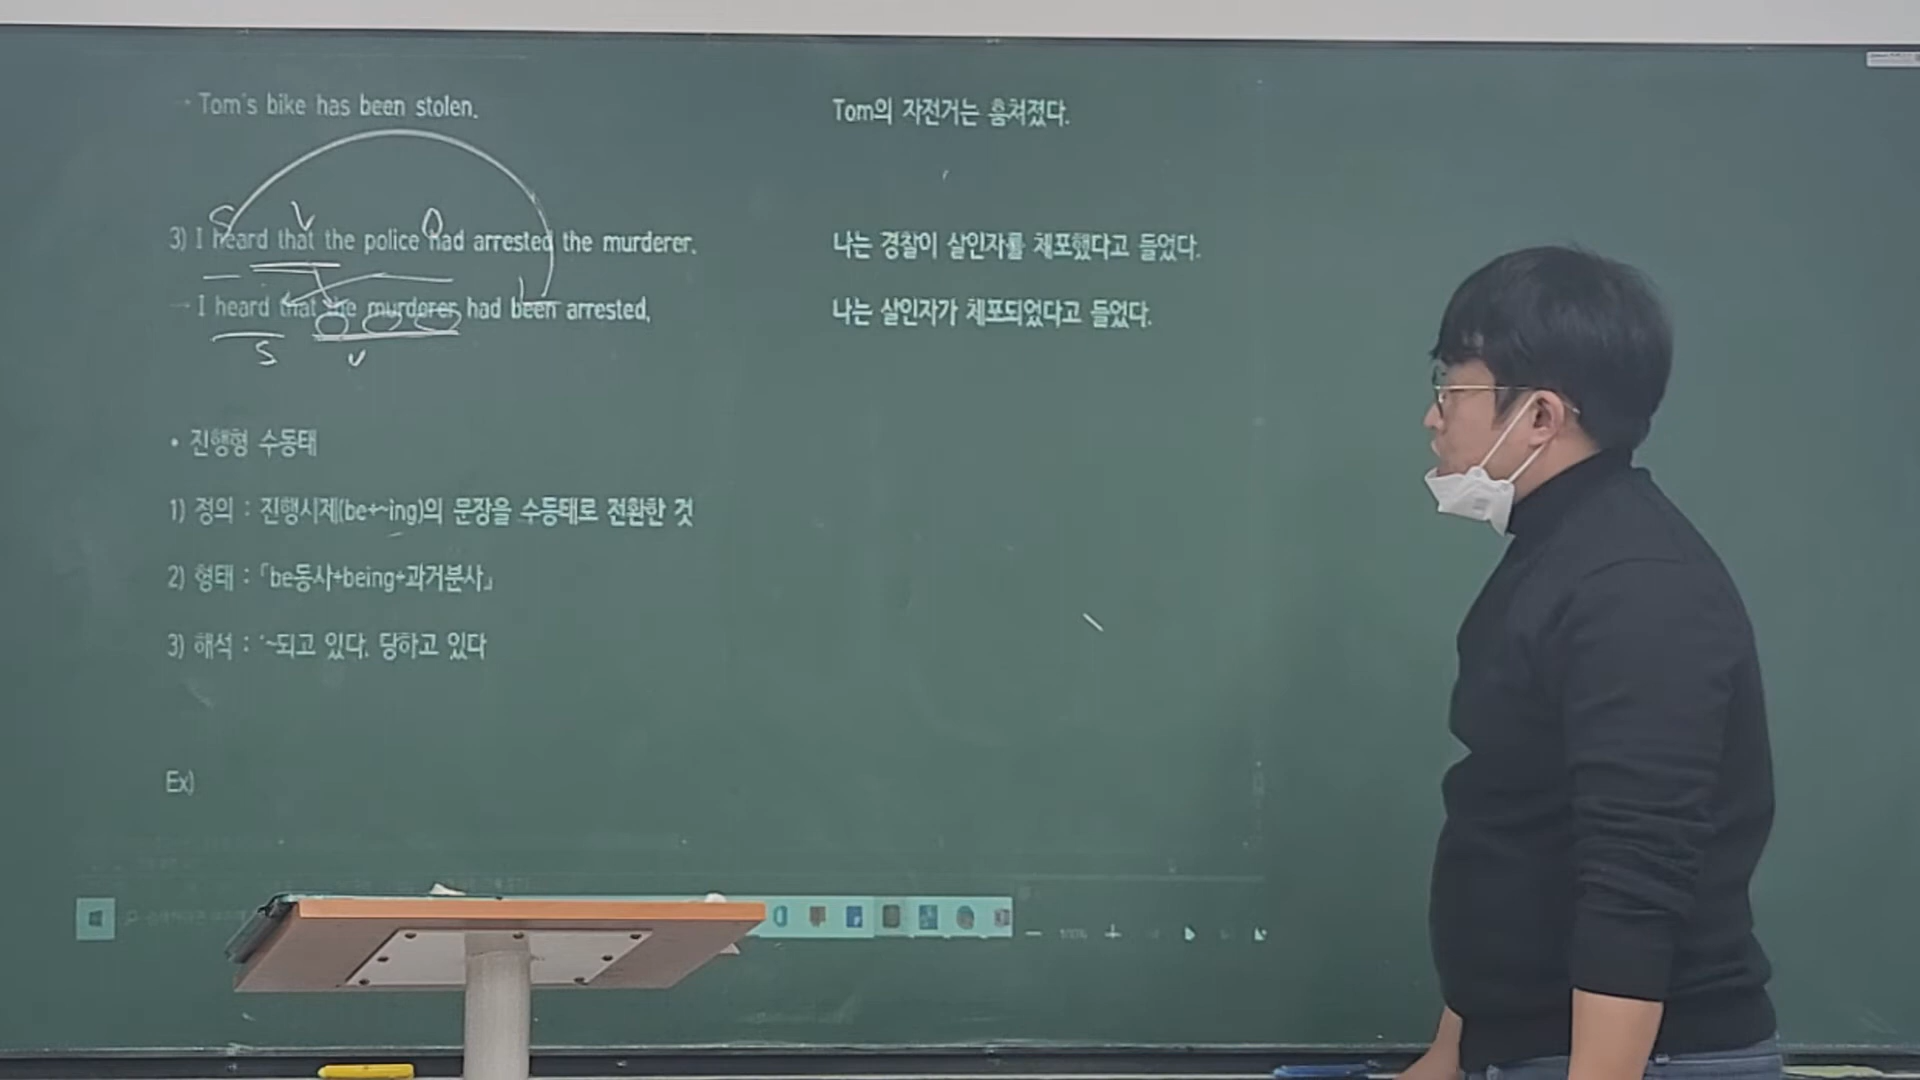 → Tom's bike has been stolen. Tom의 자전거는 훔쳐졌다.
S V O
3) I heard that the police had arrested the murderer. 나는 경찰이 살인자를 체포했다고 들었다.
→ I heard that the murderer had been arrested. 나는 살인자가 체포되었다고 들었다.
S V
• 진행형 수동태
1) 정의 : 진행시제(be+~ing)의 문장을 수동태로 전환한 것
2) 형태 : 「be동사+being+과거분사」
3) 해석 : '~되고 있다, 당하고 있다
Ex)